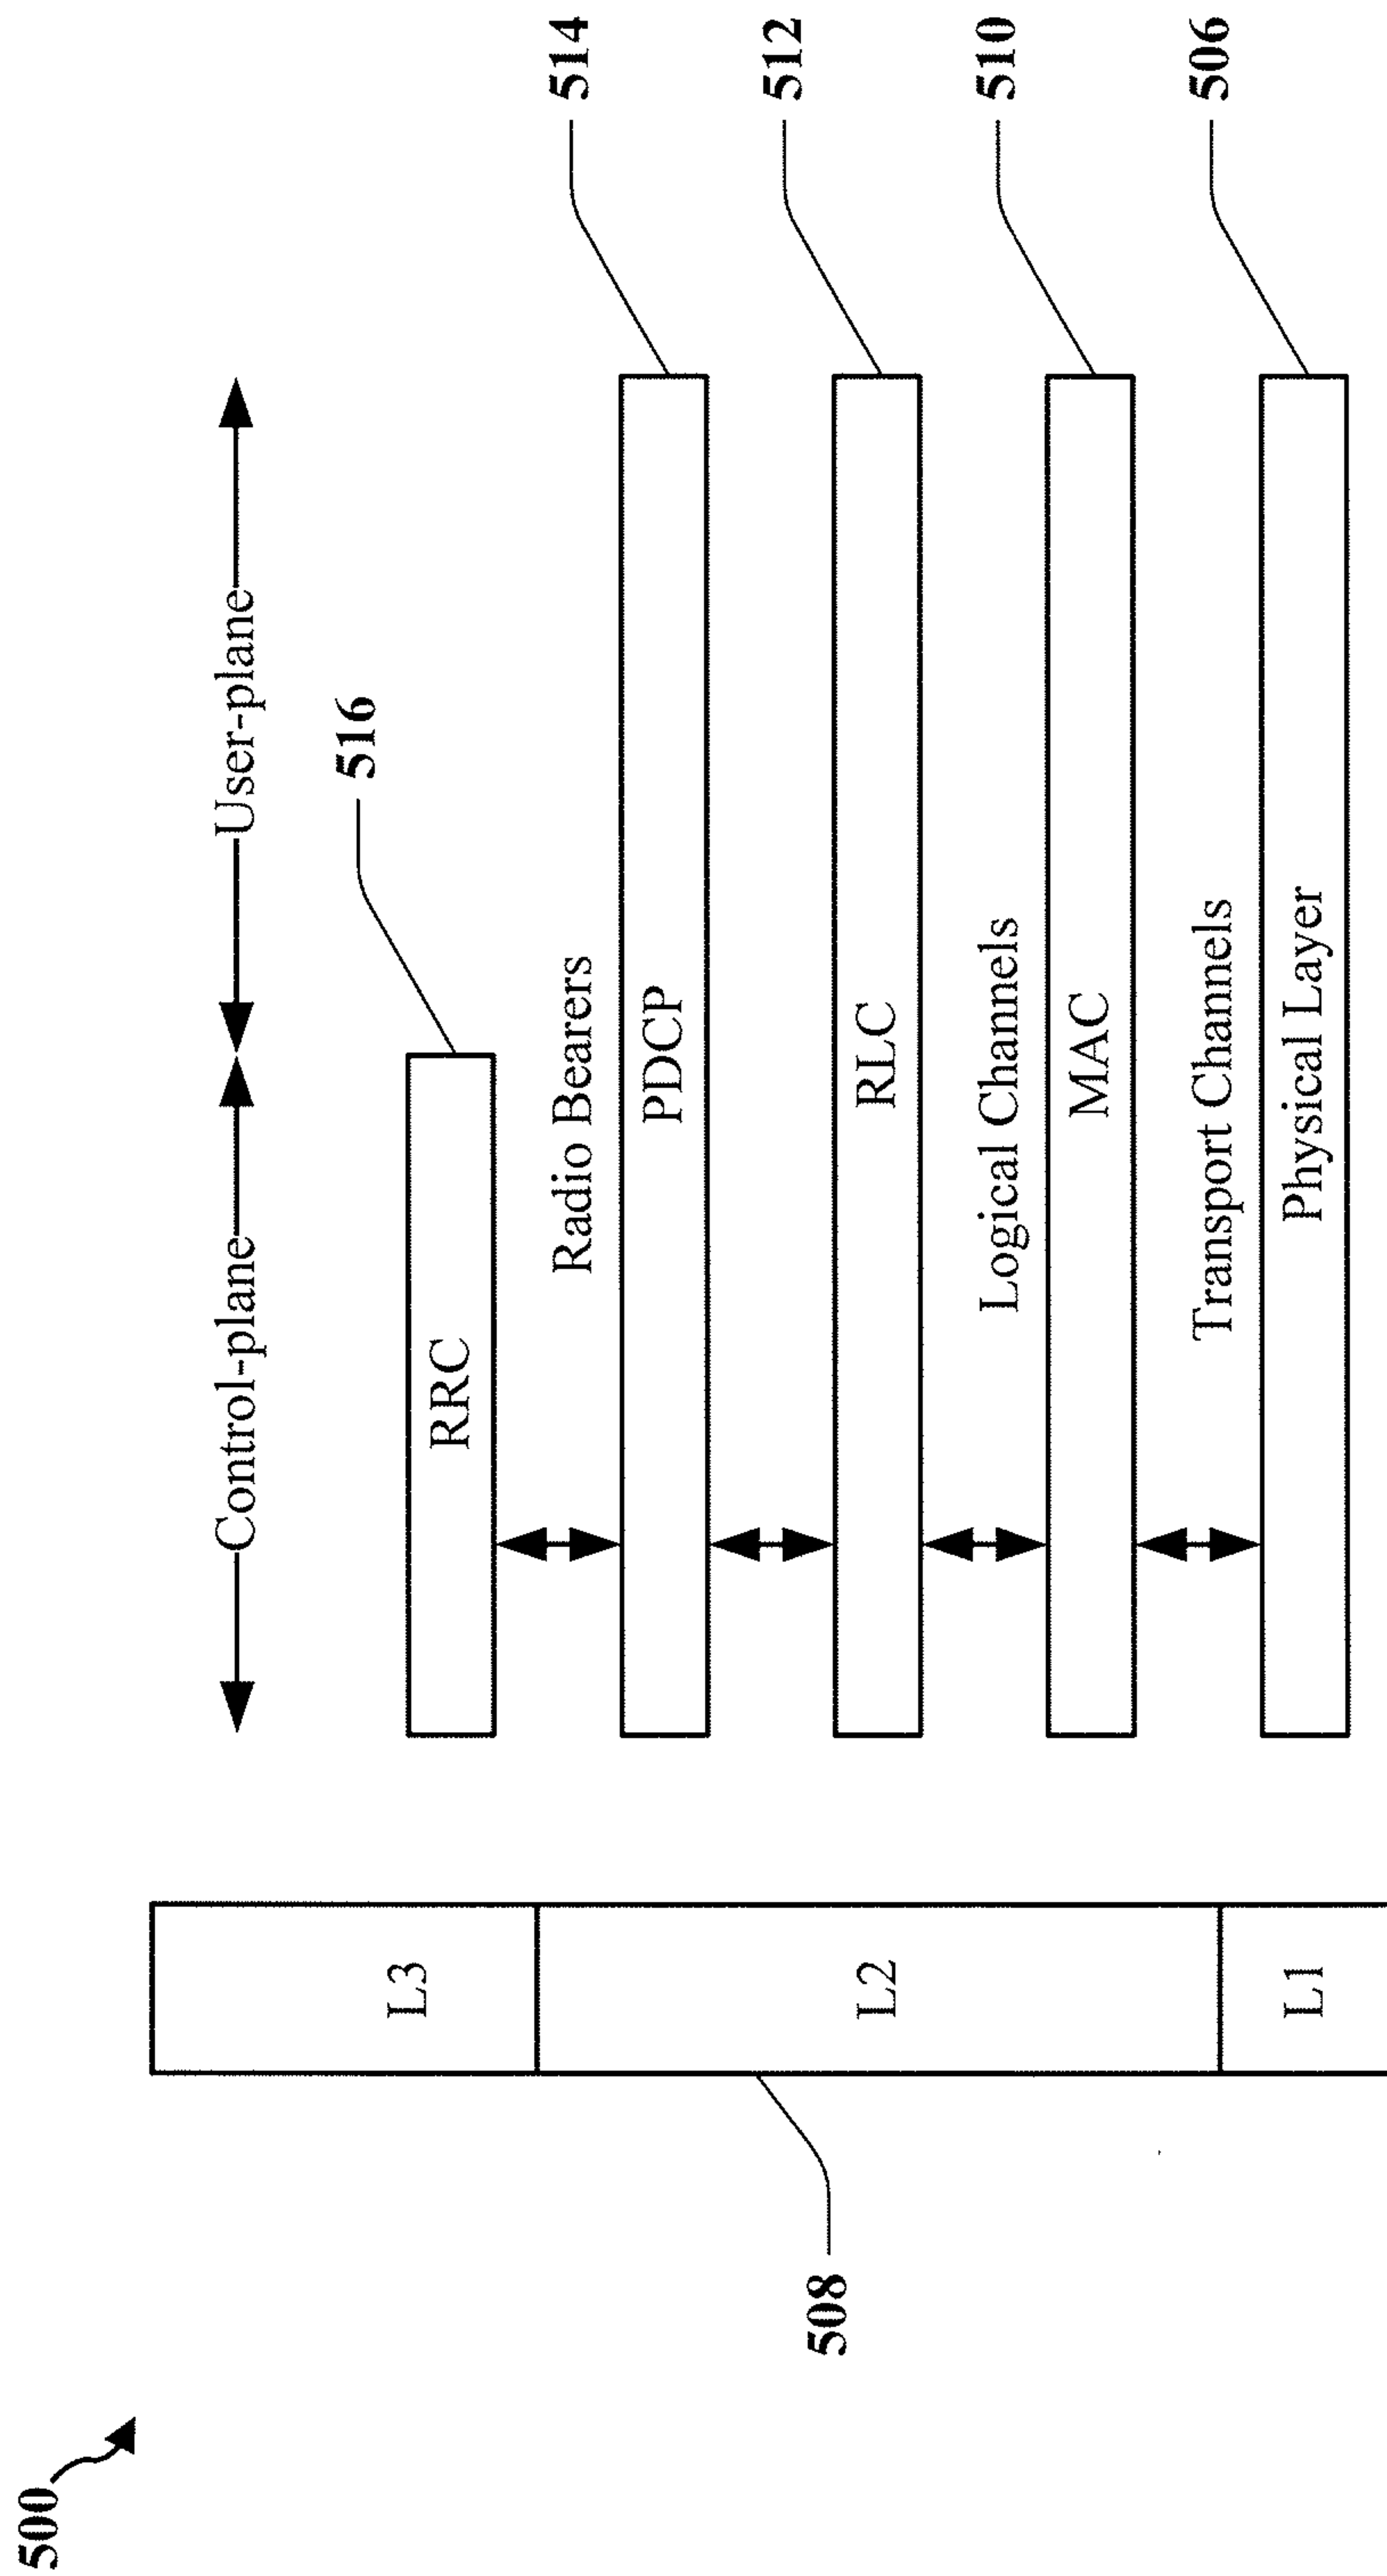 500
Control-plane
User-plane
516
RRC
L3
514
Radio Bearers
PDCP
512
508
L2
RLC
510
Logical Channels
MAC
506
Transport Channels
L1
Physical Layer